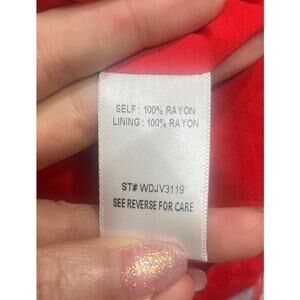 SELF : 100% RAYON
LINING : 100% RAYON
ST# WDJV3119
SEE REVERSE FOR CARE